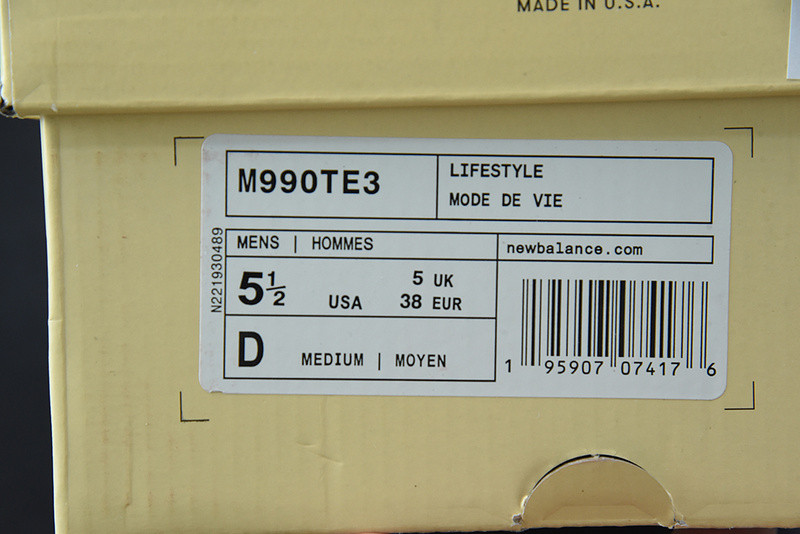 MADE IN U.S.A.
M990TE3
LIFESTYLE
MODE DE VIE
N221930489
MENS | HOMMES
newbalance.com
5½ USA
5 UK
38 EUR
D MEDIUM | MOYEN
1 95907 07417 6